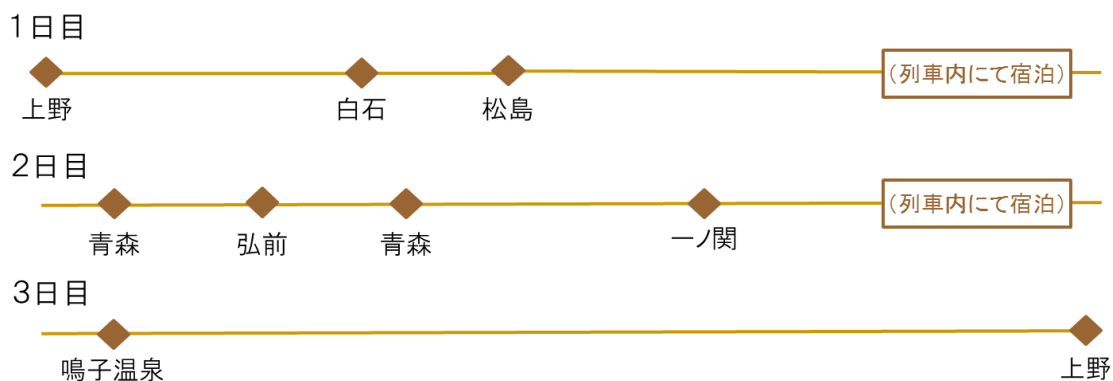 1日目
(列車内にて宿泊)
上野 白石 松島
2日目
(列車内にて宿泊)
青森 弘前 青森 一ノ関
3日目
鳴子温泉 上野